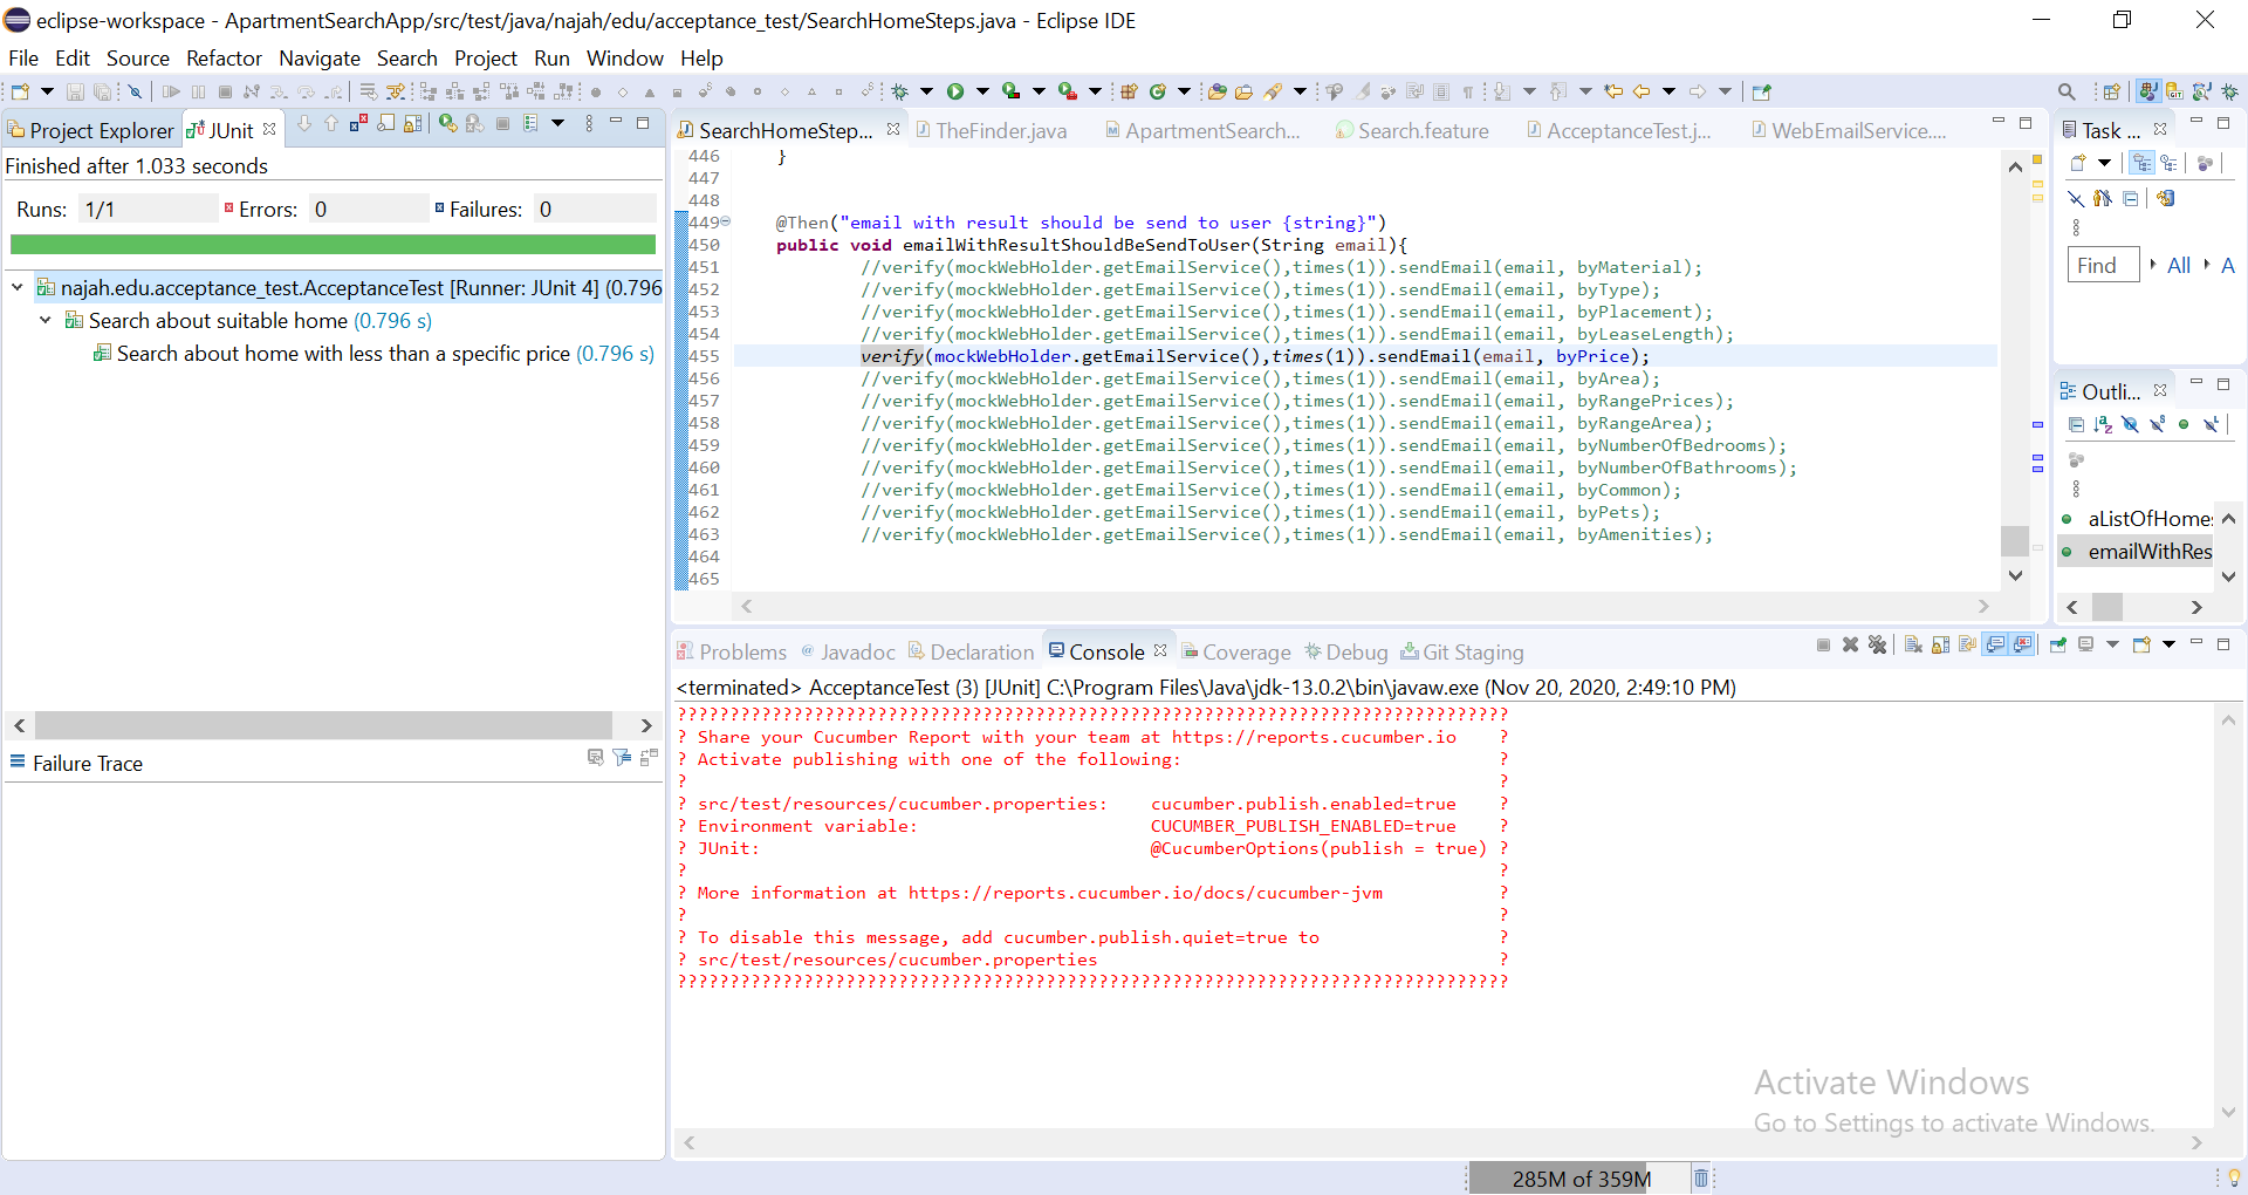 eclipse-workspace - ApartmentSearchApp/src/test/java/najah/edu/acceptance_test/SearchHomeSteps.java - Eclipse IDE
File Edit Source Refactor Navigate Search Project Run Window Help
Project Explorer JUnit
Finished after 1.033 seconds
Runs: 1/1 Errors: 0 Failures: 0
najah.edu.acceptance_test.AcceptanceTest [Runner: JUnit 4] (0.796
Search about suitable home (0.796 s)
Search about home with less than a specific price (0.796 s)
Failure Trace
SearchHomeStep... TheFinder.java ApartmentSearch... Search.feature AcceptanceTest.j... WebEmailService....
446 }
447
448
449 @Then("email with result should be send to user {string}")
450 public void emailWithResultShouldBeSendToUser(String email){
451 //verify(mockWebHolder.getEmailService(),times(1)).sendEmail(email, byMaterial);
452 //verify(mockWebHolder.getEmailService(),times(1)).sendEmail(email, byType);
453 //verify(mockWebHolder.getEmailService(),times(1)).sendEmail(email, byPlacement);
454 //verify(mockWebHolder.getEmailService(),times(1)).sendEmail(email, byLeaseLength);
455 verify(mockWebHolder.getEmailService(),times(1)).sendEmail(email, byPrice);
456 //verify(mockWebHolder.getEmailService(),times(1)).sendEmail(email, byArea);
457 //verify(mockWebHolder.getEmailService(),times(1)).sendEmail(email, byRangePrices);
458 //verify(mockWebHolder.getEmailService(),times(1)).sendEmail(email, byRangeArea);
459 //verify(mockWebHolder.getEmailService(),times(1)).sendEmail(email, byNumberOfBedrooms);
460 //verify(mockWebHolder.getEmailService(),times(1)).sendEmail(email, byNumberOfBathrooms);
461 //verify(mockWebHolder.getEmailService(),times(1)).sendEmail(email, byCommon);
462 //verify(mockWebHolder.getEmailService(),times(1)).sendEmail(email, byPets);
463 //verify(mockWebHolder.getEmailService(),times(1)).sendEmail(email, byAmenities);
464
465
Task ...
Find All A
Outli...
aListOfHome
emailWithRes
Problems Javadoc Declaration Console Coverage Debug Git Staging
<terminated> AcceptanceTest (3) [JUnit] C:\Program Files\Java\jdk-13.0.2\bin\javaw.exe (Nov 20, 2020, 2:49:10 PM)
???????????????????????????????????????????????????????????????????????????????
? Share your Cucumber Report with your team at https://reports.cucumber.io ?
? Activate publishing with one of the following: ?
? ?
? src/test/resources/cucumber.properties: cucumber.publish.enabled=true ?
? Environment variable: CUCUMBER_PUBLISH_ENABLED=true ?
? JUnit: @CucumberOptions(publish = true) ?
? ?
? More information at https://reports.cucumber.io/docs/cucumber-jvm ?
? ?
? To disable this message, add cucumber.publish.quiet=true to ?
? src/test/resources/cucumber.properties ?
???????????????????????????????????????????????????????????????????????????????
Activate Windows
Go to Settings to activate Windows.
285M of 359M